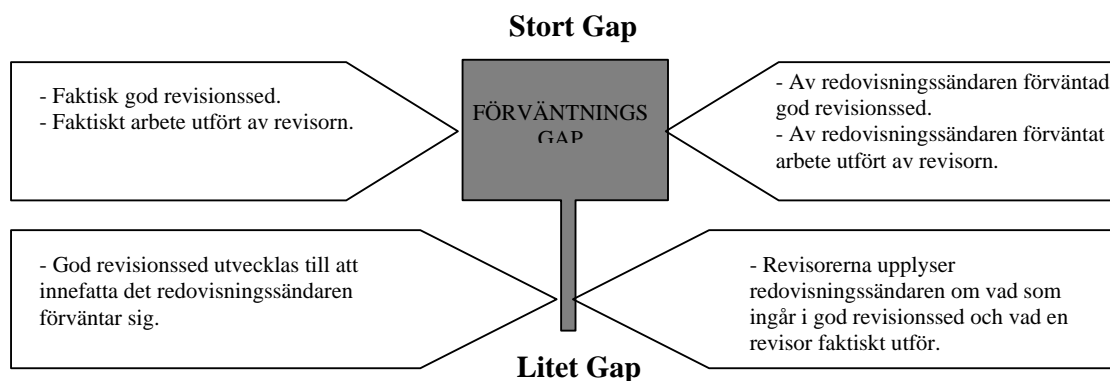 Stort Gap
- Faktisk god revisionssed.
- Faktiskt arbete utfört av revisorn.
FÖRVÄNTNINGS
GAP
- Av redovisningssändaren förväntad
god revisionssed.
- Av redovisningssändaren förväntat
arbete utfört av revisorn.
- God revisionssed utvecklas till att
innefatta det redovisningssändaren
förväntar sig.
- Revisorerna upplyser
redovisningssändaren om vad som
ingår i god revisionssed och vad en
revisor faktiskt utför.
Litet Gap